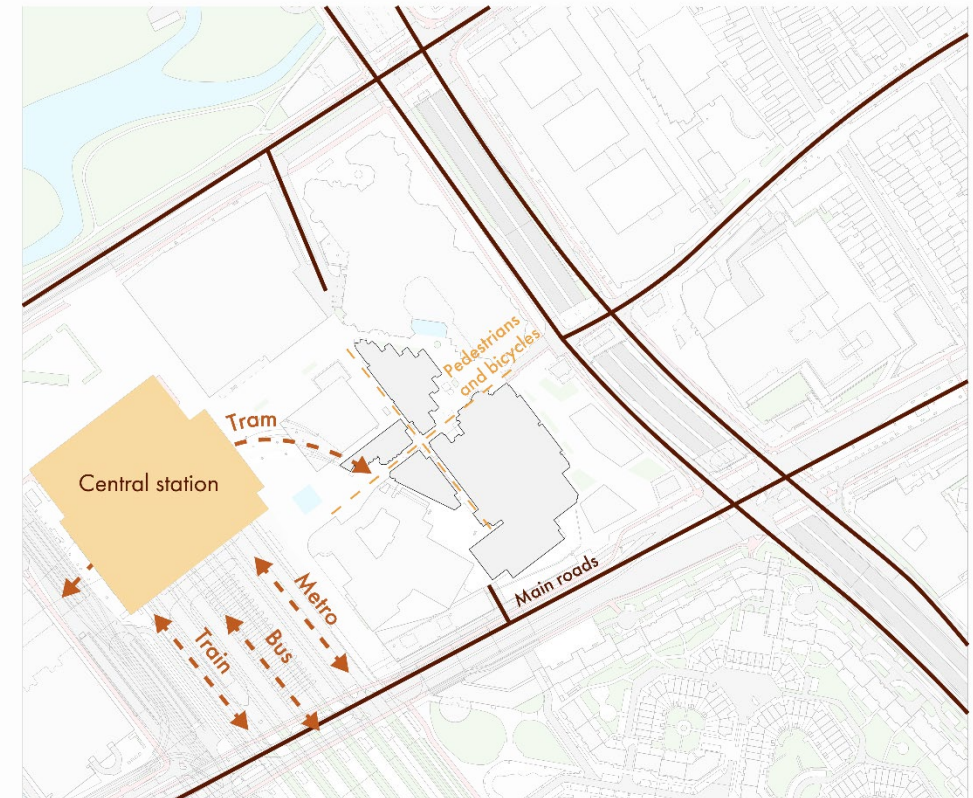 Pedestrians
and bicycles
Tram
Central station
Main roads
Metro
Bus
Train